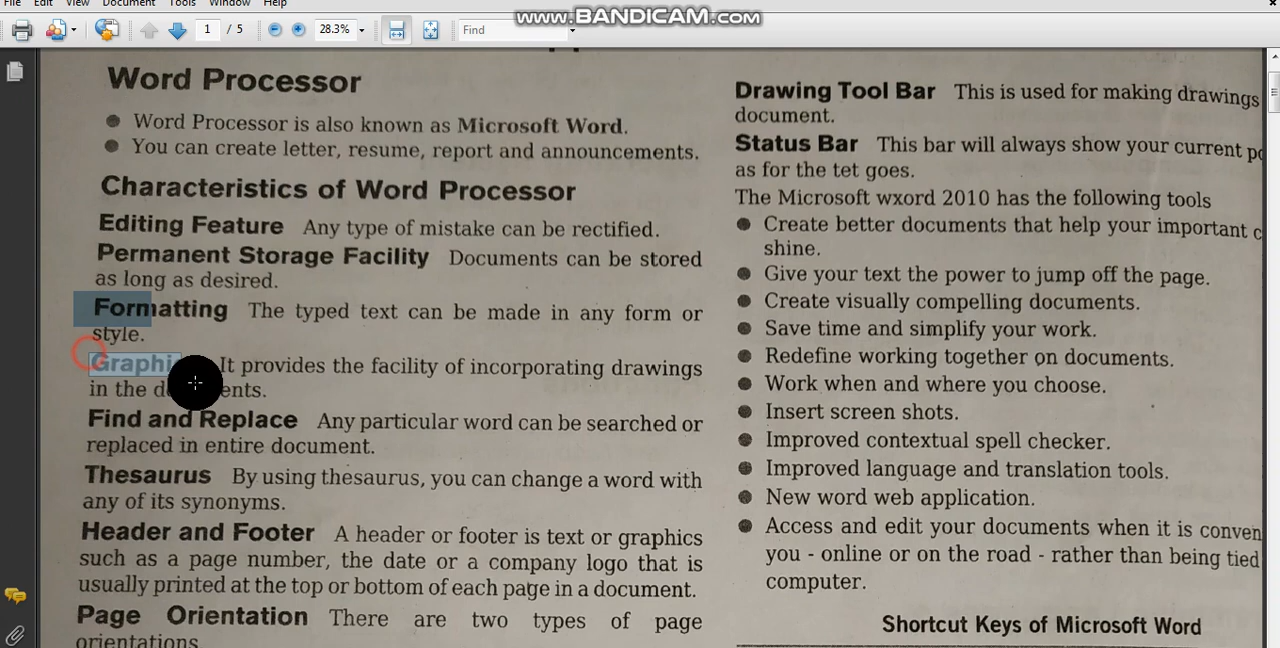 File Edit View Document Tools Window Help
www.BANDICAM.com
1 / 5 28.3% Find
Word Processor
Word Processor is also known as Microsoft Word.
You can create letter, resume, report and announcements.
Characteristics of Word Processor
Editing Feature Any type of mistake can be rectified.
Permanent Storage Facility Documents can be stored
as long as desired.
Formatting The typed text can be made in any form or
style.
It provides the facility of incorporating drawings
in the
Find and Replace Any particular word can be searched or
replaced in entire document.
Thesaurus By using thesaurus, you can change a word with
any of its synonyms.
Header and Footer A header or footer is text or graphics
such as a page number, the date or a company logo that is
usually printed at the top or bottom of each page in a document.
Page Orientation There are two types of page
orientations
Drawing Tool Bar This is used for making drawings
document.
Status Bar This bar will always show your current
as for the tet goes.
The Microsoft wxord 2010 has the following tools
Create better documents that help your important
shine.
Give your text the power to jump off the page.
Create visually compelling documents.
Save time and simplify your work.
Redefine working together on documents.
Work when and where you choose.
Insert screen shots.
Improved contextual spell checker.
Improved language and translation tools.
New word web application.
Access and edit your documents when it is
you - online or on the road - rather than being tied
computer.
Shortcut Keys of Microsoft Word